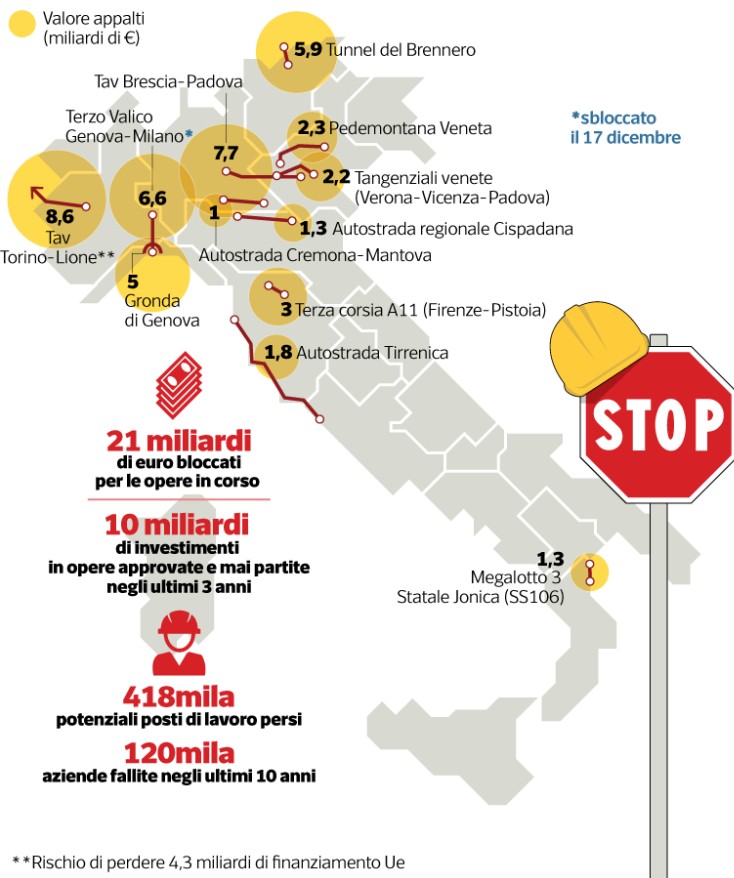 Valore appalti
(miliardi di €)
5,9 Tunnel del Brennero
Tav Brescia-Padova
Terzo Valico
Genova-Milano*
*sbloccato
il 17 dicembre
2,3 Pedemontana Veneta
7,7
2,2 Tangenziali venete
(Verona-Vicenza-Padova)
8,6
Tav
Torino-Lione**
6,6
1
1,3 Autostrada regionale Cispadana
Autostrada Cremona-Mantova
5
Gronda
di Genova
3 Terza corsia A11 (Firenze-Pistoia)
1,8 Autostrada Tirrenica
STOP
21 miliardi
di euro bloccati
per le opere in corso
10 miliardi
di investimenti
in opere approvate e mai partite
negli ultimi 3 anni
1,3
Megalotto 3
Statale Jonica (SS106)
418mila
potenziali posti di lavoro persi
120mila
aziende fallite negli ultimi 10 anni
**Rischio di perdere 4,3 miliardi di finanziamento Ue